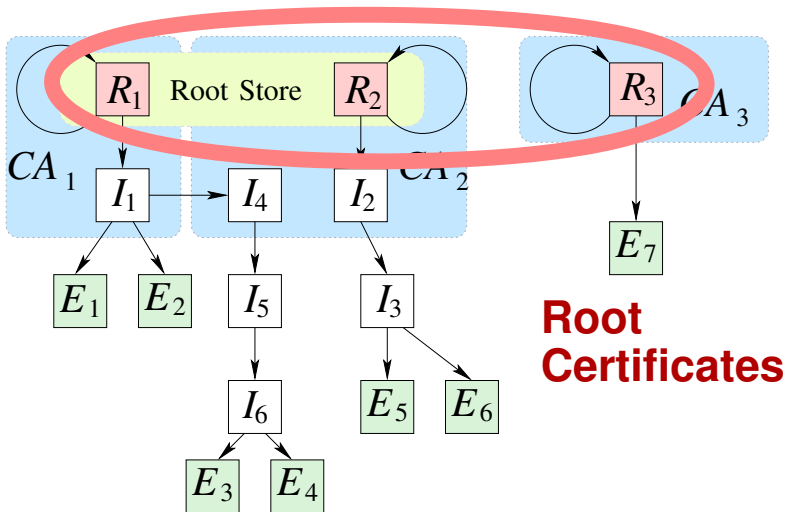 R1 Root Store R2 R3
CA 1 CA 2 CA 3
I1 I4 I2
E7
E1 E2 I5 I3
Root
Certificates
I6 E5 E6
E3 E4